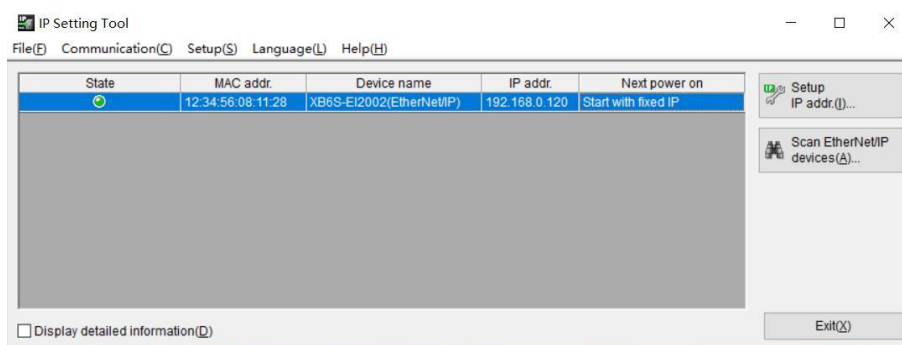 IP Setting Tool
File(F) Communication(C) Setup(S) Language(L) Help(H)
State MAC addr. Device name IP addr. Next power on
12:34:56:08:11:28 XB6S-EI2002(EtherNet/IP) 192.168.0.120 Start with fixed IP
Setup
IP addr.(I)...
Scan EtherNet/IP
devices(A)...
Display detailed information(D)
Exit(X)